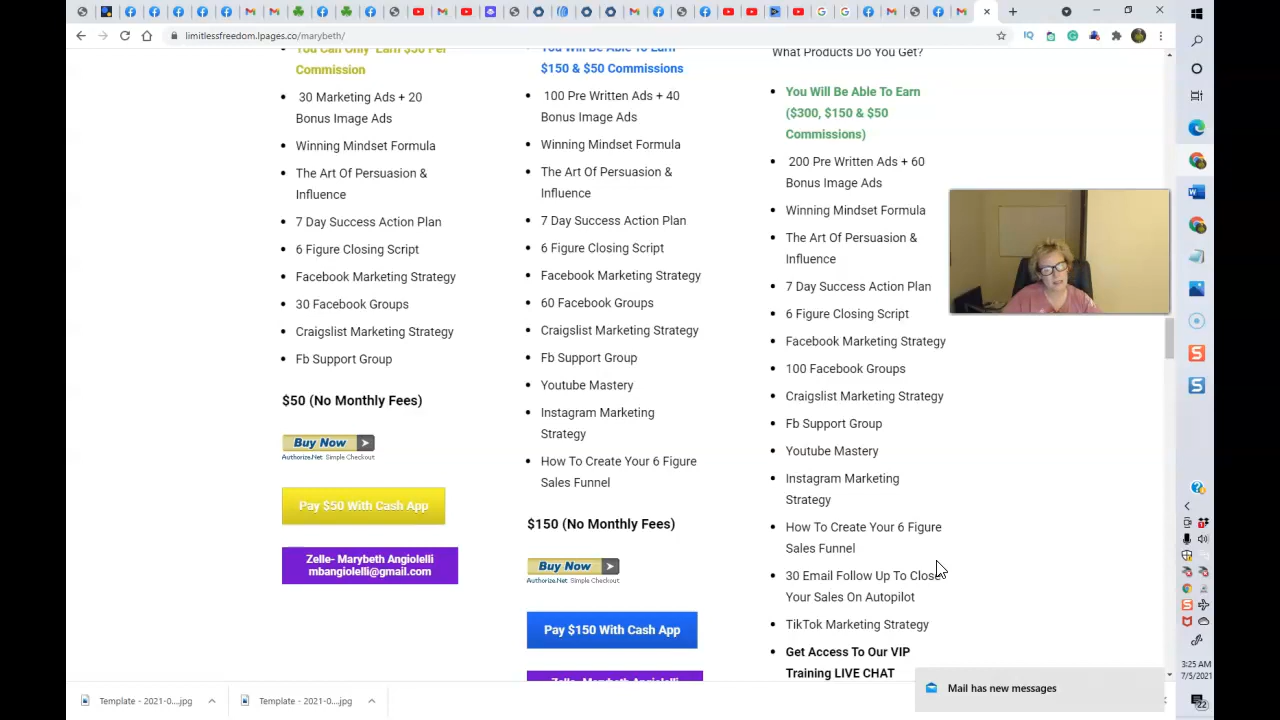 limitlessfreedom.lpages.co/marybeth/
You Can Only Earn $50 Per
Commission
30 Marketing Ads + 20
Bonus Image Ads
Winning Mindset Formula
The Art Of Persuasion &
Influence
7 Day Success Action Plan
6 Figure Closing Script
Facebook Marketing Strategy
30 Facebook Groups
Craigslist Marketing Strategy
Fb Support Group
$50 (No Monthly Fees)
Buy Now
Authorize.Net Simple Checkout
Pay $50 With Cash App
Zelle- Marybeth Angiolelli
mbangiolelli@gmail.com
You Will Be Able To Earn
$150 & $50 Commissions
100 Pre Written Ads + 40
Bonus Image Ads
Winning Mindset Formula
The Art Of Persuasion &
Influence
7 Day Success Action Plan
6 Figure Closing Script
Facebook Marketing Strategy
60 Facebook Groups
Craigslist Marketing Strategy
Fb Support Group
Youtube Mastery
Instagram Marketing
Strategy
How To Create Your 6 Figure
Sales Funnel
$150 (No Monthly Fees)
Buy Now
Authorize.Net Simple Checkout
Pay $150 With Cash App
Zelle- Marybeth Angiolelli
What Products Do You Get?
You Will Be Able To Earn
($300, $150 & $50
Commissions)
200 Pre Written Ads + 60
Bonus Image Ads
Winning Mindset Formula
The Art Of Persuasion &
Influence
7 Day Success Action Plan
6 Figure Closing Script
Facebook Marketing Strategy
100 Facebook Groups
Craigslist Marketing Strategy
Fb Support Group
Youtube Mastery
Instagram Marketing
Strategy
How To Create Your 6 Figure
Sales Funnel
30 Email Follow Up To Close
Your Sales On Autopilot
TikTok Marketing Strategy
Get Access To Our VIP
Training LIVE CHAT
Mail has new messages
Template - 2021-0....jpg
Template - 2021-0....jpg
3:25 AM
7/5/2021
22